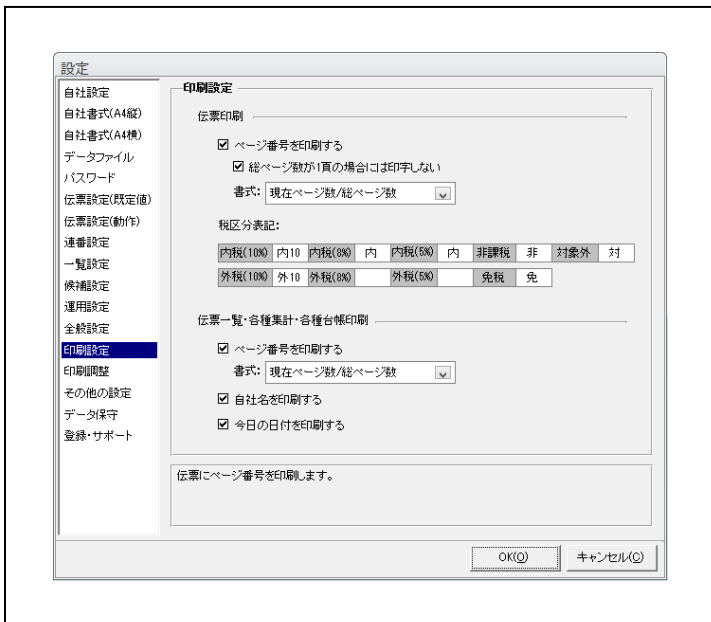 設定
自社設定
自社書式(A4縦)
自社書式(A4横)
データファイル
パスワード
伝票設定(既定値)
伝票設定(動作)
連番設定
一覧設定
候補設定
運用設定
全般設定
印刷設定
印刷調整
その他の設定
データ保守
登録・サポート
印刷設定
伝票印刷
ページ番号を印刷する
総ページ数が1頁の場合には印字しない
書式: 現在ページ数/総ページ数
税区分表記:
内税(10%) 内10 内税(8%) 内 内税(5%) 内 非課税 非 対象外 対
外税(10%) 外10 外税(8%) 外税(5%) 免税 免
伝票一覧・各種集計・各種台帳印刷
ページ番号を印刷する
書式: 現在ページ数/総ページ数
自社名を印刷する
今日の日付を印刷する
伝票にページ番号を印刷します。
OK(O) キャンセル(C)